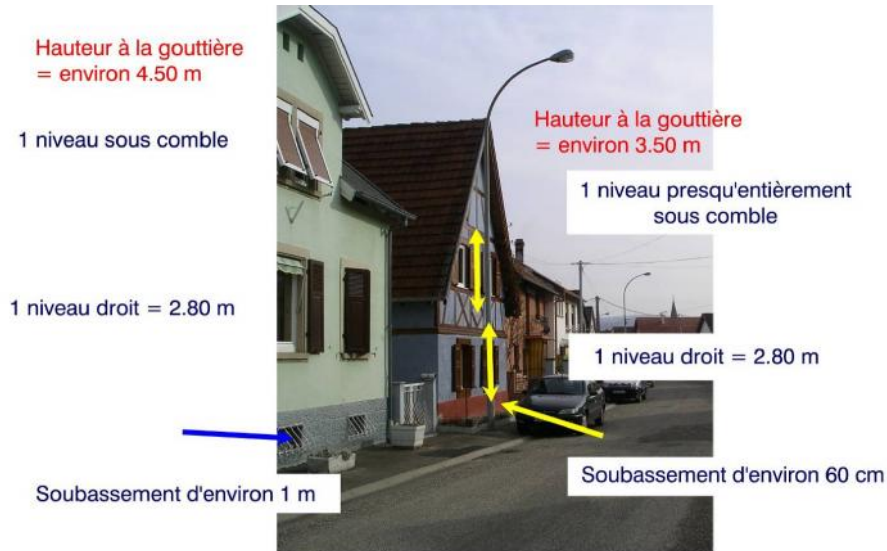 Hauteur à la gouttière
= environ 4.50 m
1 niveau sous comble
1 niveau droit = 2.80 m
Soubassement d'environ 1 m
Hauteur à la gouttière
= environ 3.50 m
1 niveau presqu'entièrement
sous comble
1 niveau droit = 2.80 m
Soubassement d'environ 60 cm